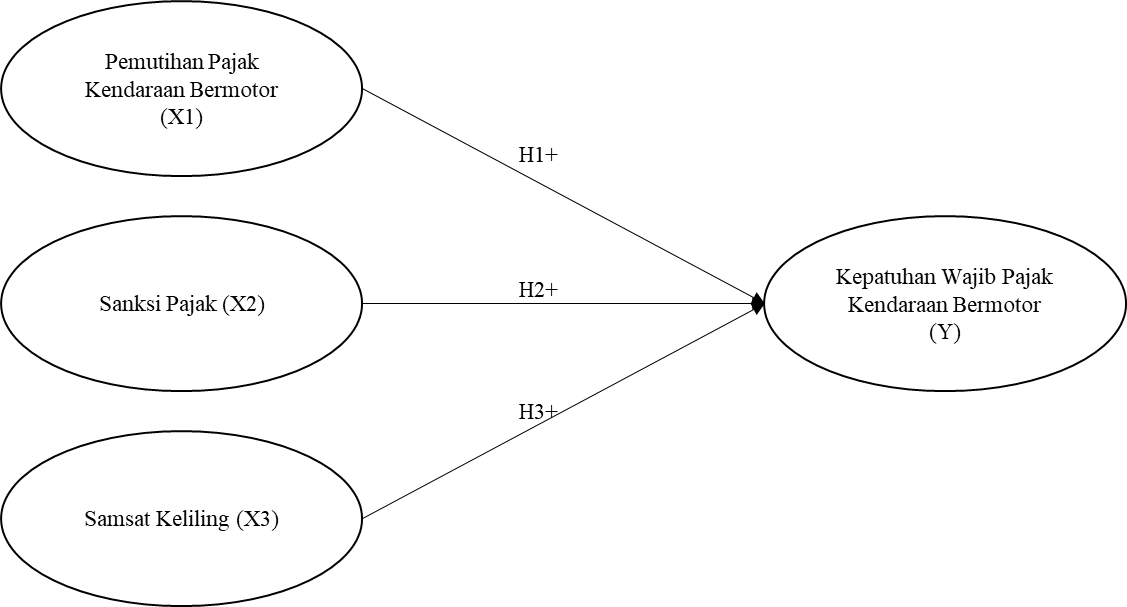 Pemutihan Pajak
Kendaraan Bermotor
(X1)
H1+
Sanksi Pajak (X2)
H2+
Kepatuhan Wajib Pajak
Kendaraan Bermotor
(Y)
H3+
Samsat Keliling (X3)